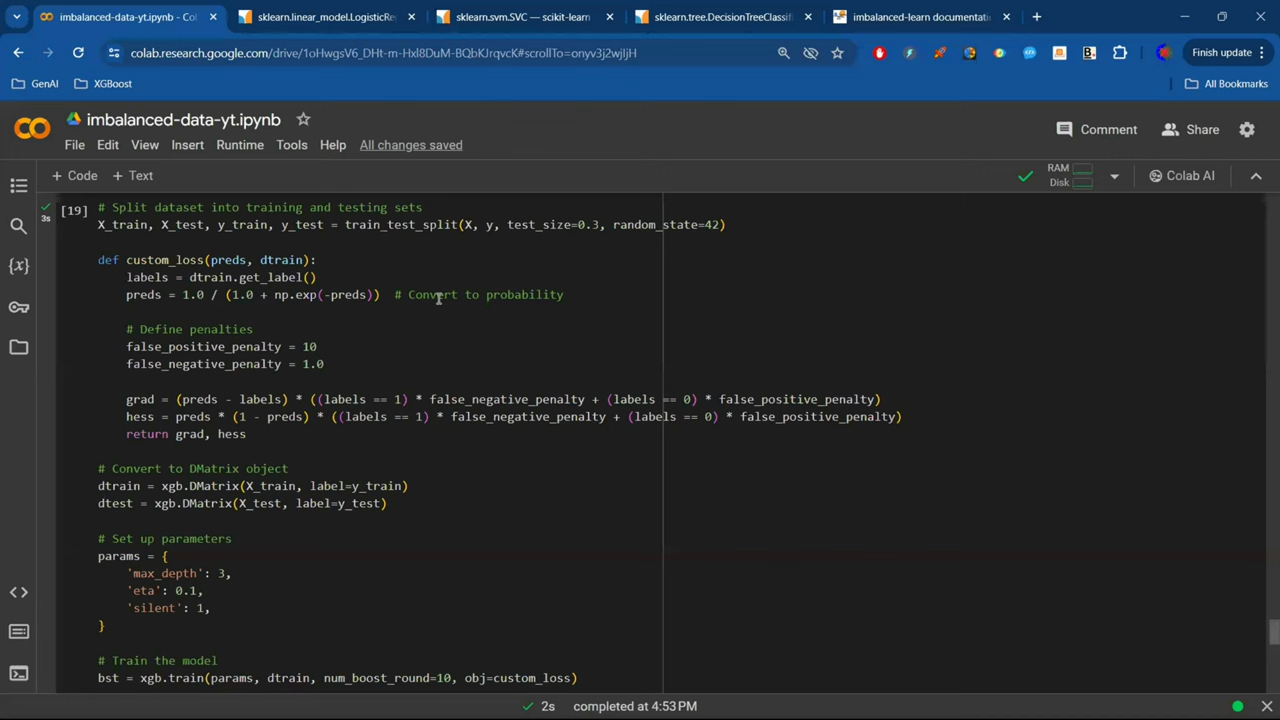 imbalanced-data-yt.ipynb - Col
sklearn.linear_model.LogisticRe
sklearn.svm.SVC — scikit-learn
sklearn.tree.DecisionTreeClassifi
imbalanced-learn documentatio
colab.research.google.com/drive/1oHwgsV6_DHt-m-Hxl8DuM-BQbKJrqvcK#scrollTo=onyv3j2wjljH
Finish update
GenAI
XGBoost
All Bookmarks
imbalanced-data-yt.ipynb
Comment
Share
File Edit View Insert Runtime Tools Help All changes saved
+ Code + Text
RAM
Disk
Colab AI
[19]
3s
# Split dataset into training and testing sets
X_train, X_test, y_train, y_test = train_test_split(X, y, test_size=0.3, random_state=42)
def custom_loss(preds, dtrain):
labels = dtrain.get_label()
preds = 1.0 / (1.0 + np.exp(-preds))  # Convert to probability
# Define penalties
false_positive_penalty = 10
false_negative_penalty = 1.0
grad = (preds - labels) * ((labels == 1) * false_negative_penalty + (labels == 0) * false_positive_penalty)
hess = preds * (1 - preds) * ((labels == 1) * false_negative_penalty + (labels == 0) * false_positive_penalty)
return grad, hess
# Convert to DMatrix object
dtrain = xgb.DMatrix(X_train, label=y_train)
dtest = xgb.DMatrix(X_test, label=y_test)
# Set up parameters
params = {
'max_depth': 3,
'eta': 0.1,
'silent': 1,
}
# Train the model
bst = xgb.train(params, dtrain, num_boost_round=10, obj=custom_loss)
2s completed at 4:53 PM